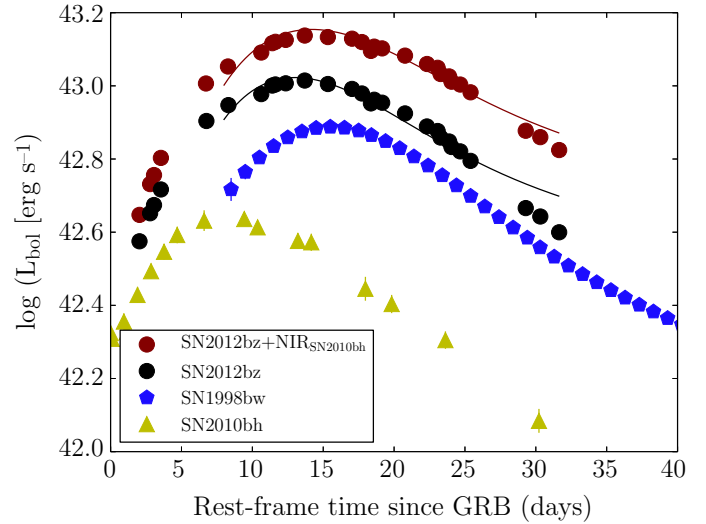 43.2
43.0
42.8
42.6
42.4
42.2
42.0
log (L_bol [erg s⁻¹])
SN2012bz+NIR_SN2010bh
SN2012bz
SN1998bw
SN2010bh
0 5 10 15 20 25 30 35 40
Rest-frame time since GRB (days)